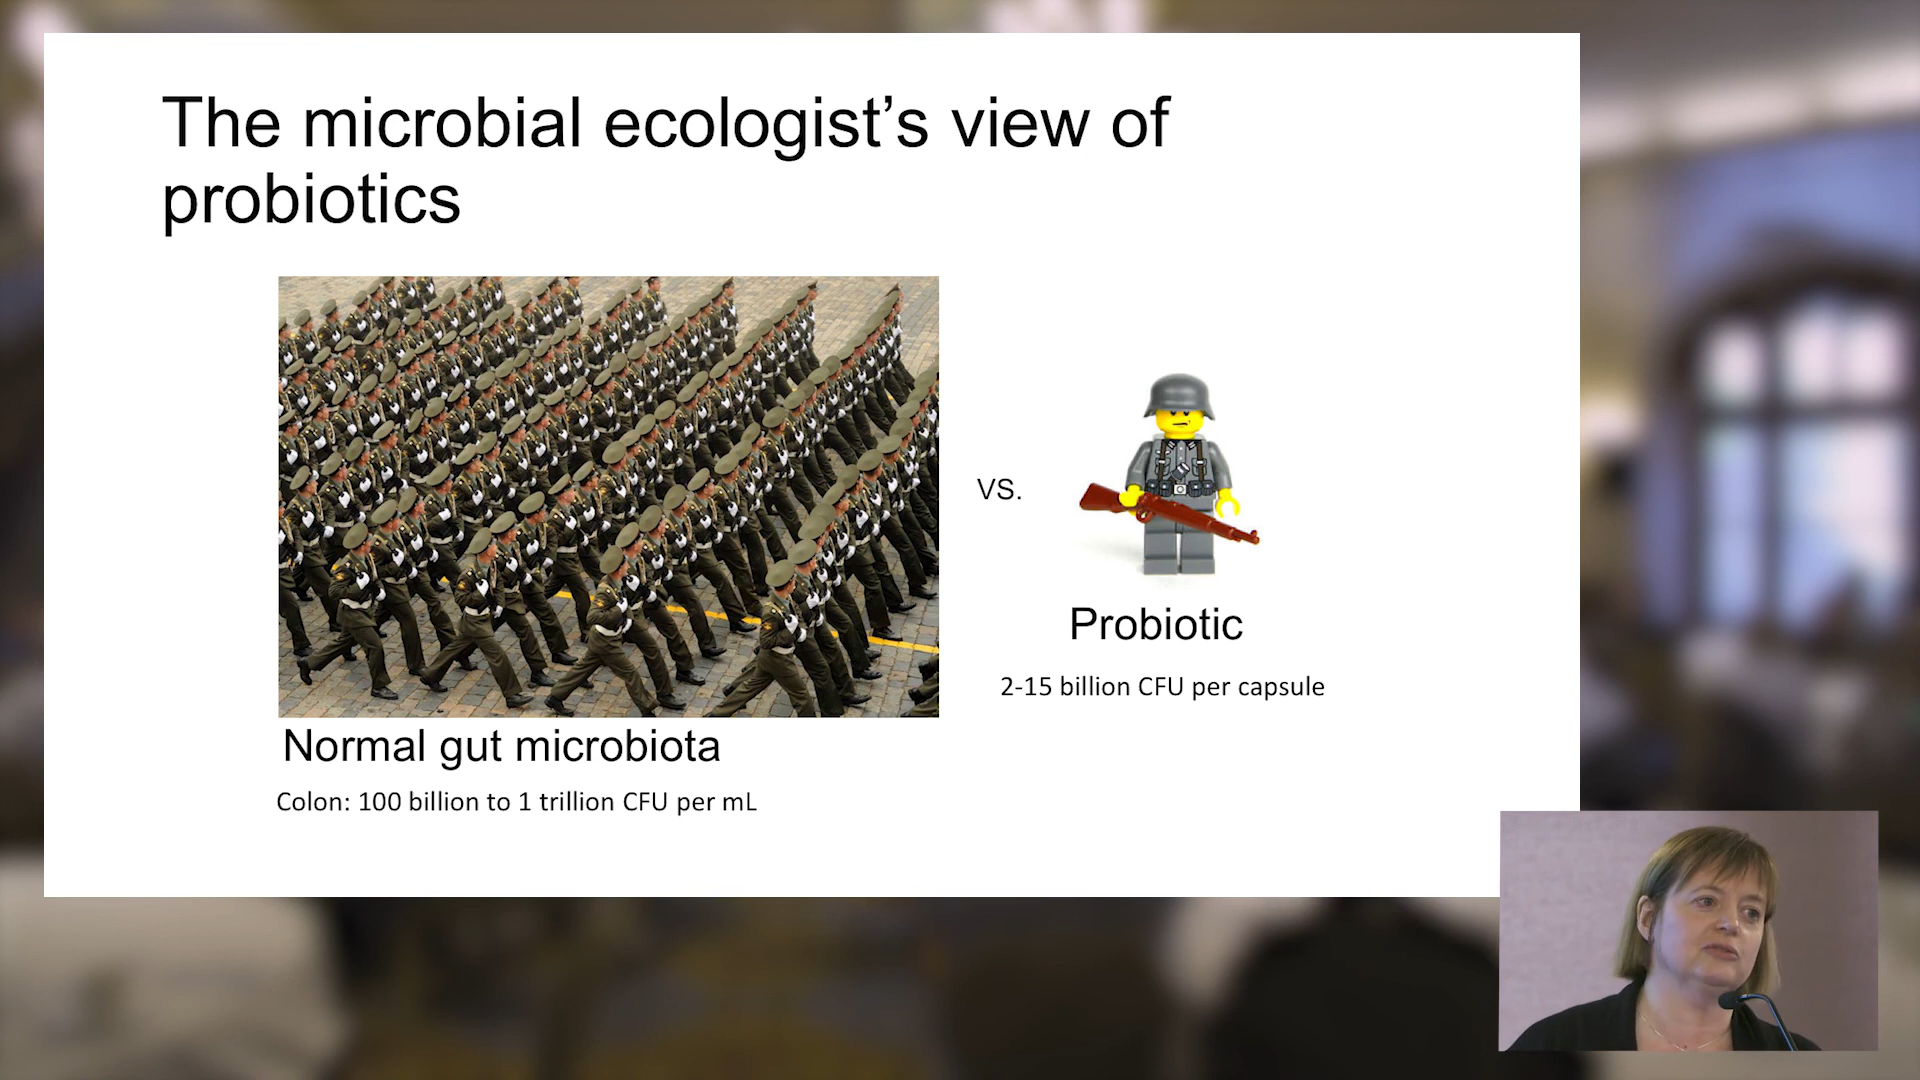 The microbial ecologist’s view of
probiotics
vs.
Probiotic
2-15 billion CFU per capsule
Normal gut microbiota
Colon: 100 billion to 1 trillion CFU per mL